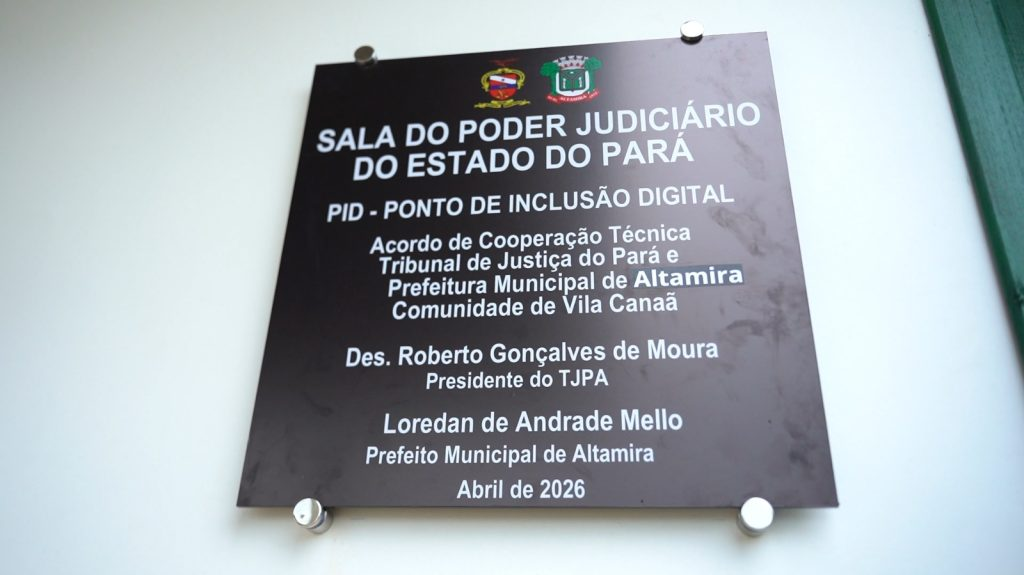 ALTAMIRA
SALA DO PODER JUDICIÁRIO
DO ESTADO DO PARÁ
PID - PONTO DE INCLUSÃO DIGITAL
Acordo de Cooperação Técnica
Tribunal de Justiça do Pará e
Prefeitura Municipal de Altamira
Comunidade de Vila Canaã
Des. Roberto Gonçalves de Moura
Presidente do TJPA
Loredan de Andrade Mello
Prefeito Municipal de Altamira
Abril de 2026